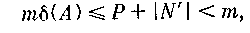 mδ(A) ⩽ P + |N′| < m,